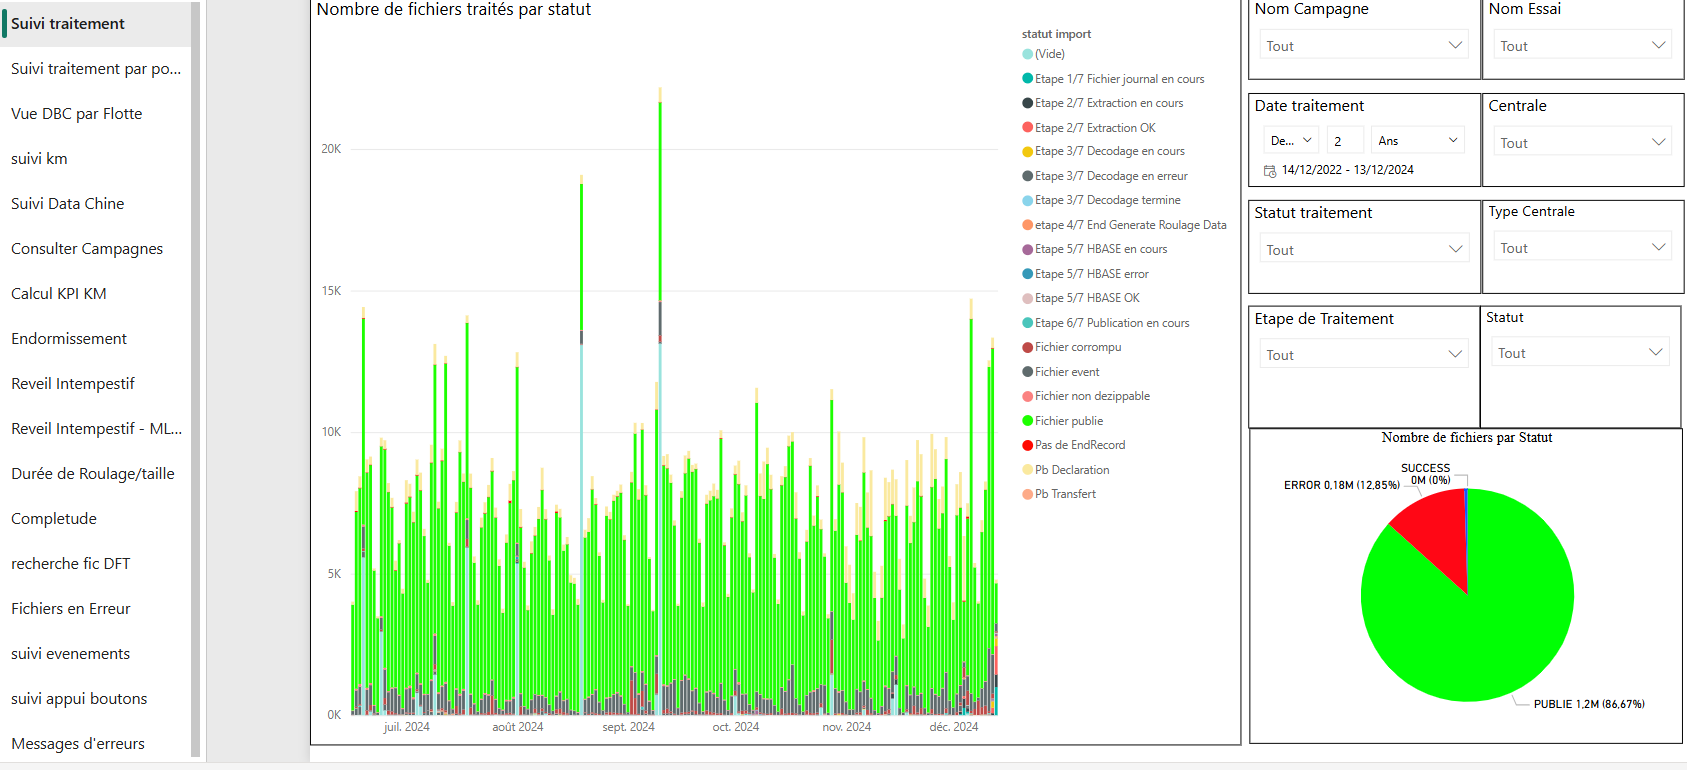 Suivi traitement
Suivi traitement par po...
Vue DBC par Flotte
suivi km
Suivi Data Chine
Consulter Campagnes
Calcul KPI KM
Endormissement
Reveil Intempestif
Reveil Intempestif - ML...
Durée de Roulage/taille
Completude
recherche fic DFT
Fichiers en Erreur
suivi evenements
suivi appui boutons
Messages d'erreurs
Nombre de fichiers traités par statut
20K
15K
10K
5K
0K
juil. 2024
août 2024
sept. 2024
oct. 2024
nov. 2024
déc. 2024
statut import
(Vide)
Etape 1/7 Fichier journal en cours
Etape 2/7 Extraction en cours
Etape 2/7 Extraction OK
Etape 3/7 Decodage en cours
Etape 3/7 Decodage en erreur
Etape 3/7 Decodage termine
etape 4/7 End Generate Roulage Data
Etape 5/7 HBASE en cours
Etape 5/7 HBASE error
Etape 5/7 HBASE OK
Etape 6/7 Publication en cours
Fichier corrompu
Fichier event
Fichier non dezippable
Fichier publie
Pas de EndRecord
Pb Declaration
Pb Transfert
Nom Campagne
Tout
Nom Essai
Tout
Date traitement
De...
2
Ans
14/12/2022 - 13/12/2024
Centrale
Tout
Statut traitement
Tout
Type Centrale
Tout
Etape de Traitement
Tout
Statut
Tout
Nombre de fichiers par Statut
SUCCESS
0M (0%)
ERROR 0,18M (12,85%)
PUBLIE 1,2M (86,67%)